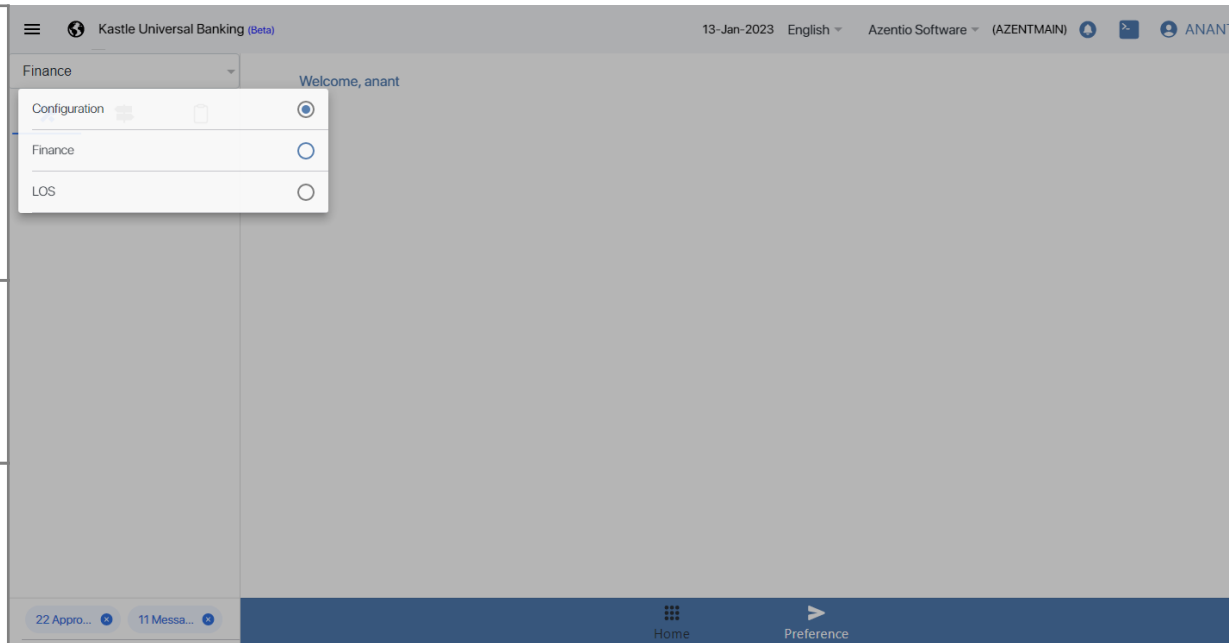 Kastle Universal Banking (Beta)
13-Jan-2023 English Azentio Software (AZENTMAIN) ANANT
Finance
Welcome, anant
Configuration
Finance
LOS
22 Appro... 11 Messa...
Home
Preference